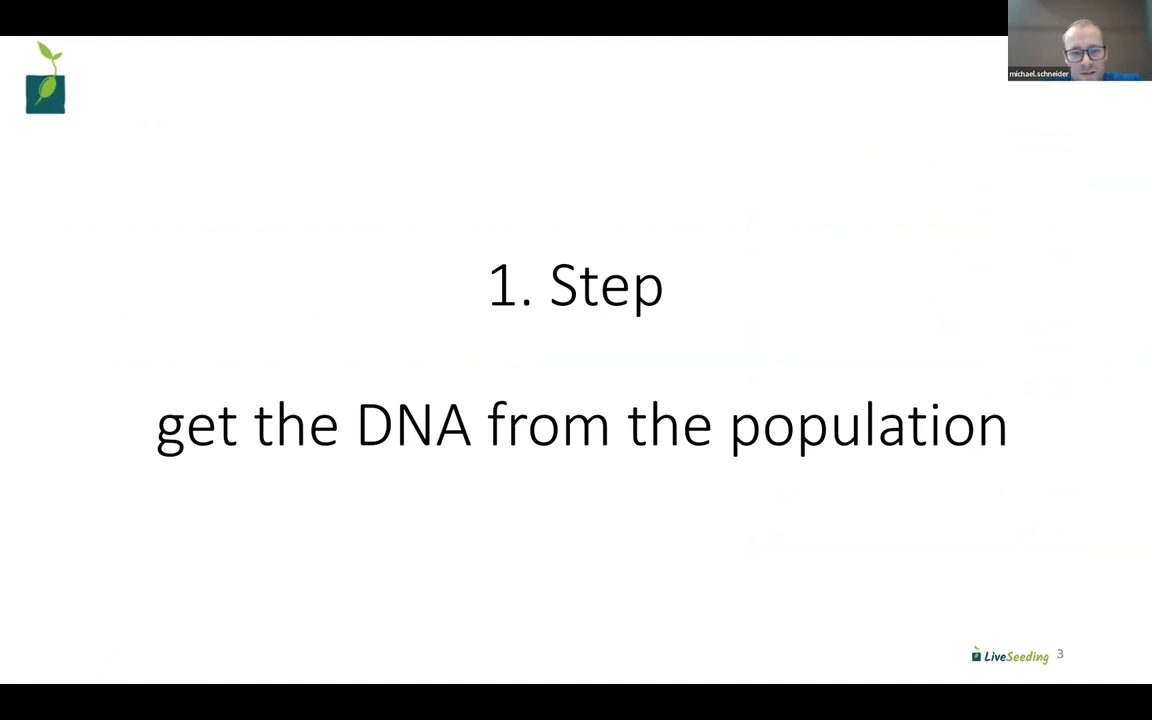 michael.schneider
1. Step
get the DNA from the population
LiveSeeding
3